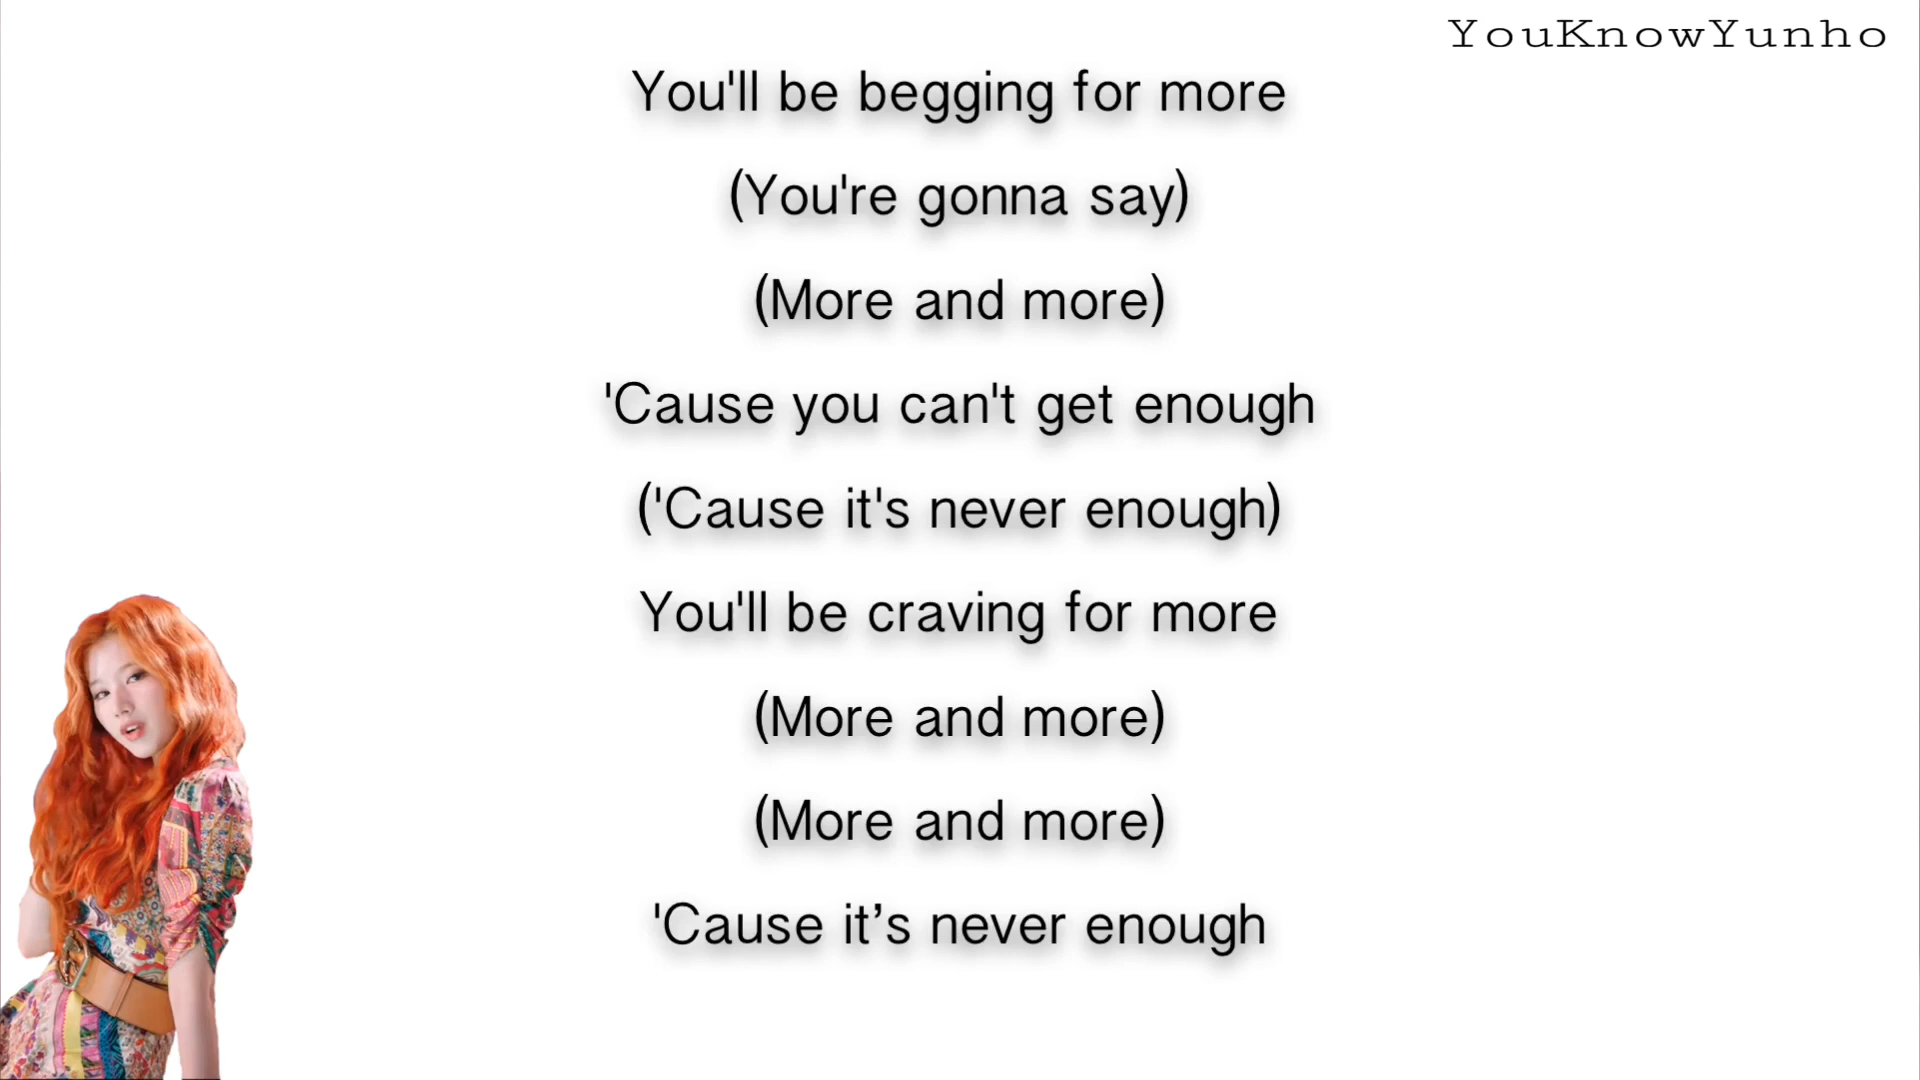 YouKnowYunho
You'll be begging for more
(You're gonna say)
(More and more)
'Cause you can't get enough
('Cause it's never enough)
You'll be craving for more
(More and more)
(More and more)
'Cause it’s never enough